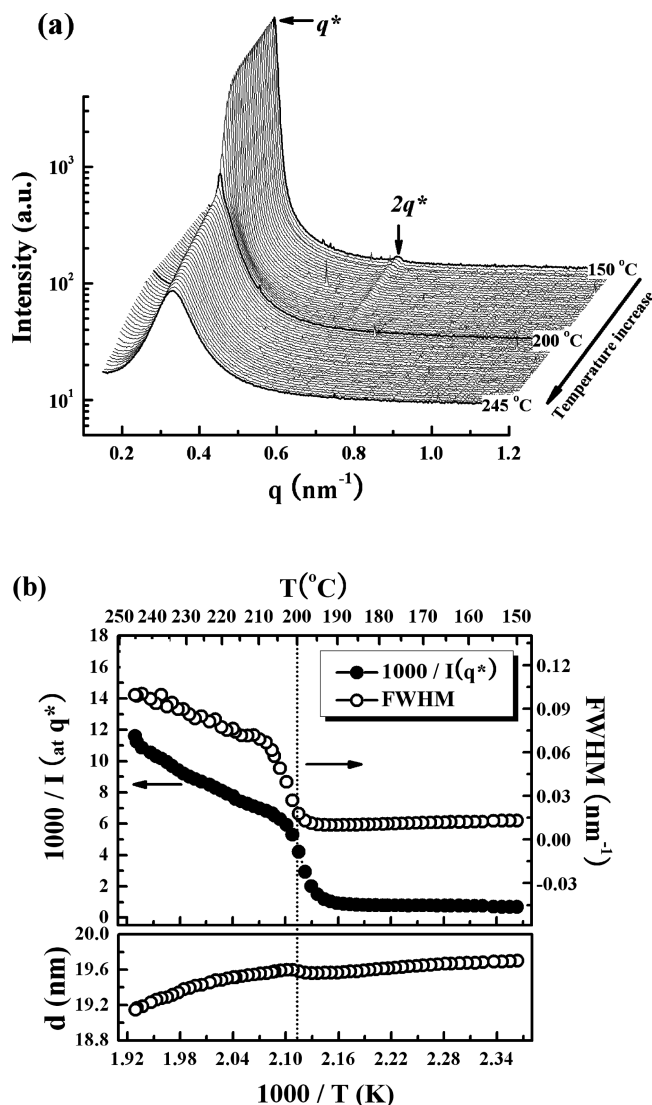 (a)
q*
2q*
Intensity (a.u.)
10³
10²
10¹
150 °C
200 °C
245 °C
Temperature increase
0.2 0.4 0.6 0.8 1.0 1.2
q (nm⁻¹)
(b)
T(°C)
250 240 230 220 210 200 190 180 170 160 150
1000 / I (at q*)
18
16
14
12
10
8
6
4
2
0
1000 / I(q*)
FWHM
0.12
0.09
0.06
0.03
0.00
-0.03
FWHM (nm⁻¹)
d (nm)
20.0
19.6
19.2
18.8
1.92 1.98 2.04 2.10 2.16 2.22 2.28 2.34
1000 / T (K)